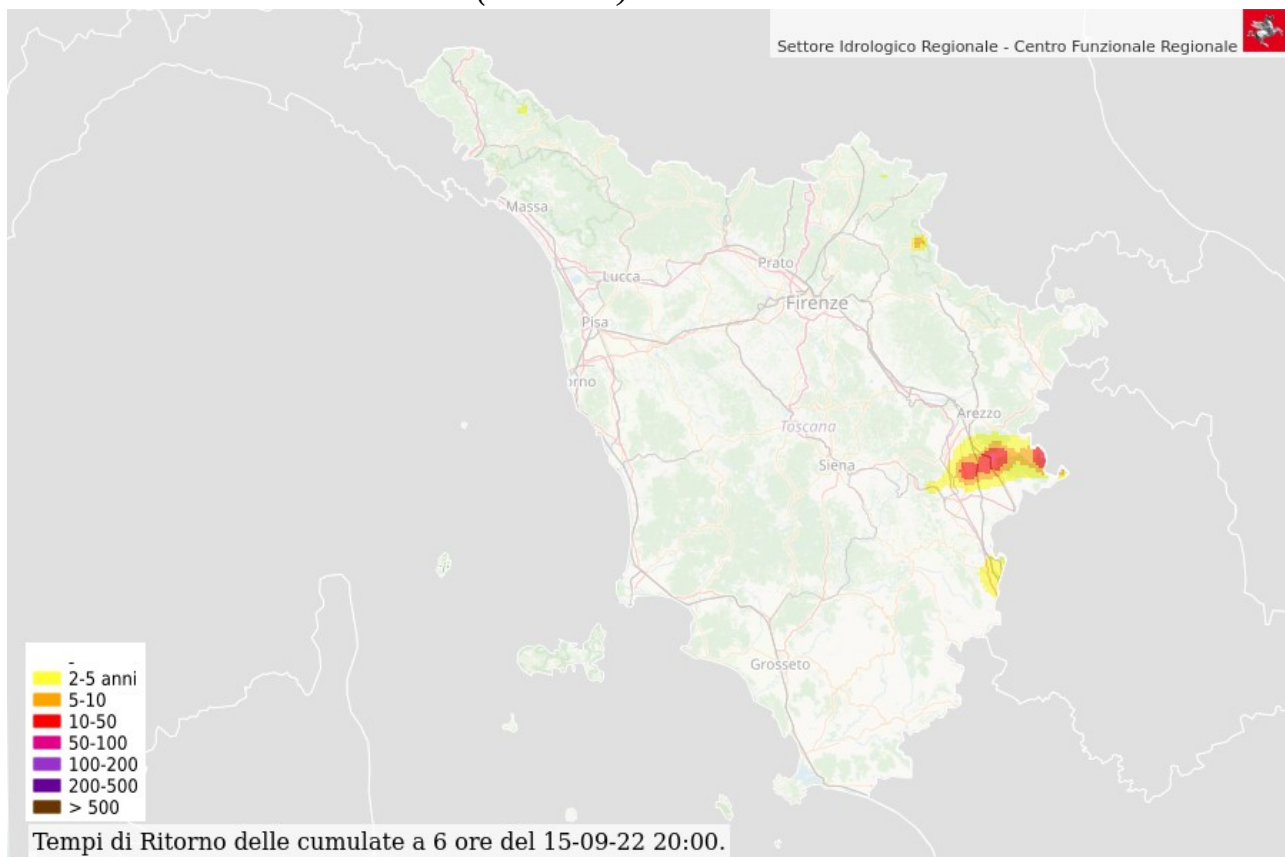 Settore Idrologico Regionale - Centro Funzionale Regionale
Massa
Prato
Lucca
Firenze
Pisa
orno
Arezzo
Toscana
Siena
Grosseto
-
2-5 anni
5-10
10-50
50-100
100-200
200-500
> 500
Tempi di Ritorno delle cumulate a 6 ore del 15-09-22 20:00.